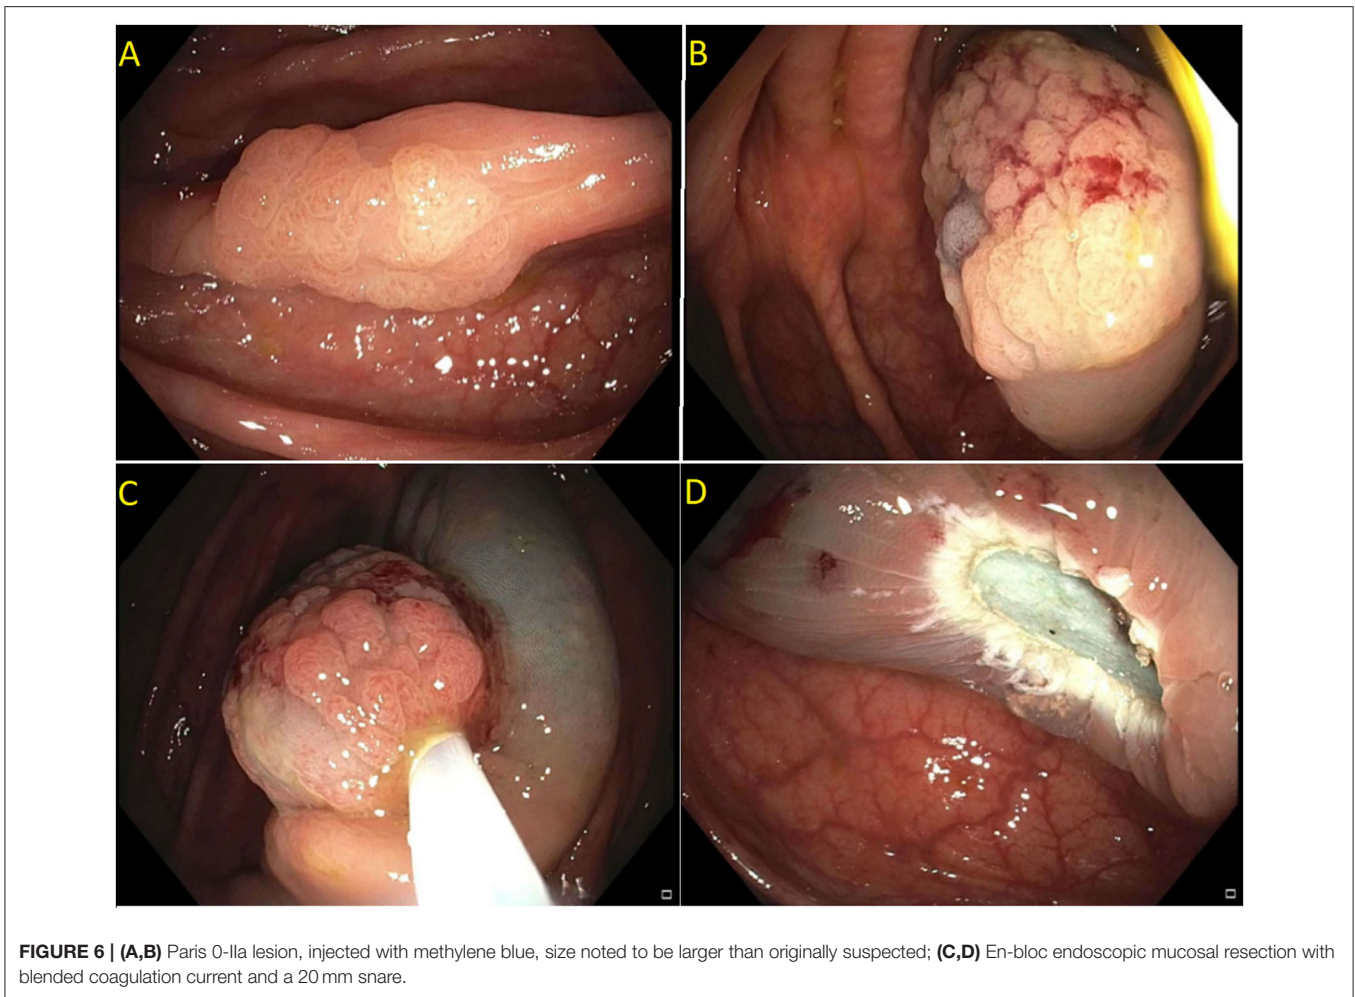 A
B
C
D
FIGURE 6 | (A,B) Paris 0-IIa lesion, injected with methylene blue, size noted to be larger than originally suspected; (C,D) En-bloc endoscopic mucosal resection with
blended coagulation current and a 20 mm snare.